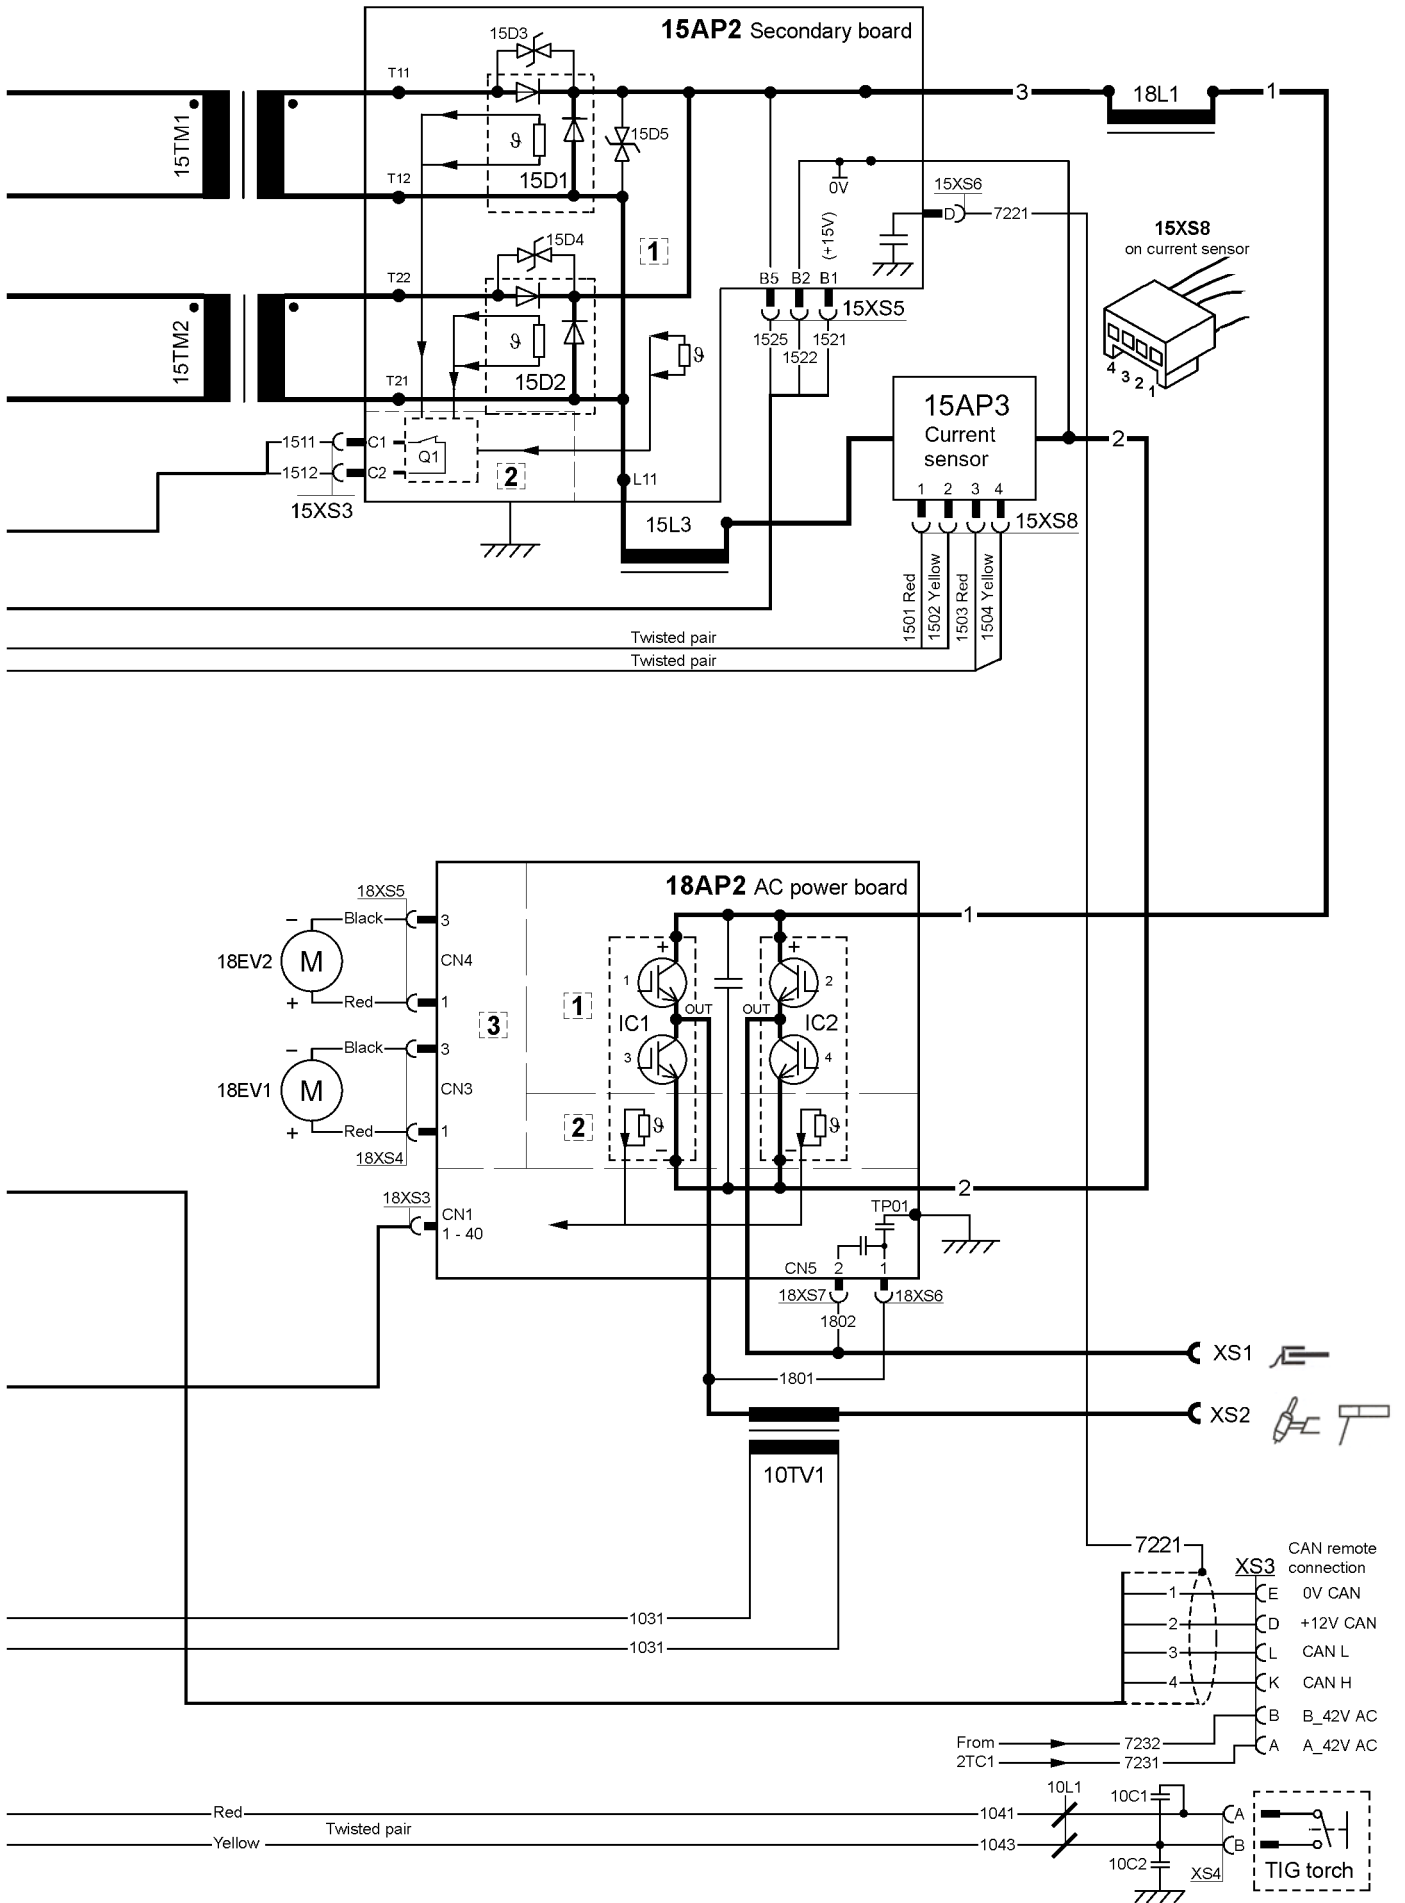 15AP2 Secondary board
15D3
T11
3
18L1
1
15TM1
ϑ
15D5
15D1
T12
0V
15XS6
D
7221
(+15V)
15XS8
on current sensor
15D4
1
T22
B5 B2 B1
15XS5
15TM2
ϑ
1525
1522
1521
ϑ
15D2
T21
4 3 2 1
15AP3
Current
sensor
2
1511
C1
Q1
1512
C2
2
L11
15XS3
1 2 3 4
15L3
15XS8
1501 Red
1502 Yellow
1503 Red
1504 Yellow
Twisted pair
Twisted pair
18AP2 AC power board
18XS5
Black
3
1
18EV2
M
CN4
Red
1
+
+
1
2
OUT
OUT
1
3
IC1
IC2
3
4
Black
3
18EV1
M
CN3
Red
1
18XS4
2
ϑ
ϑ
2
18XS3
CN1
1 - 40
TP01
CN5 2 1
18XS7
18XS6
1802
XS1
1801
XS2
10TV1
7221
XS3
CAN remote
connection
1
E
0V CAN
2
D
+12V CAN
3
L
CAN L
4
K
CAN H
B
B_42V AC
From
7232
A
A_42V AC
2TC1
7231
10L1
10C1
Red
1041
A
Twisted pair
Yellow
1043
B
10C2
XS4
TIG torch